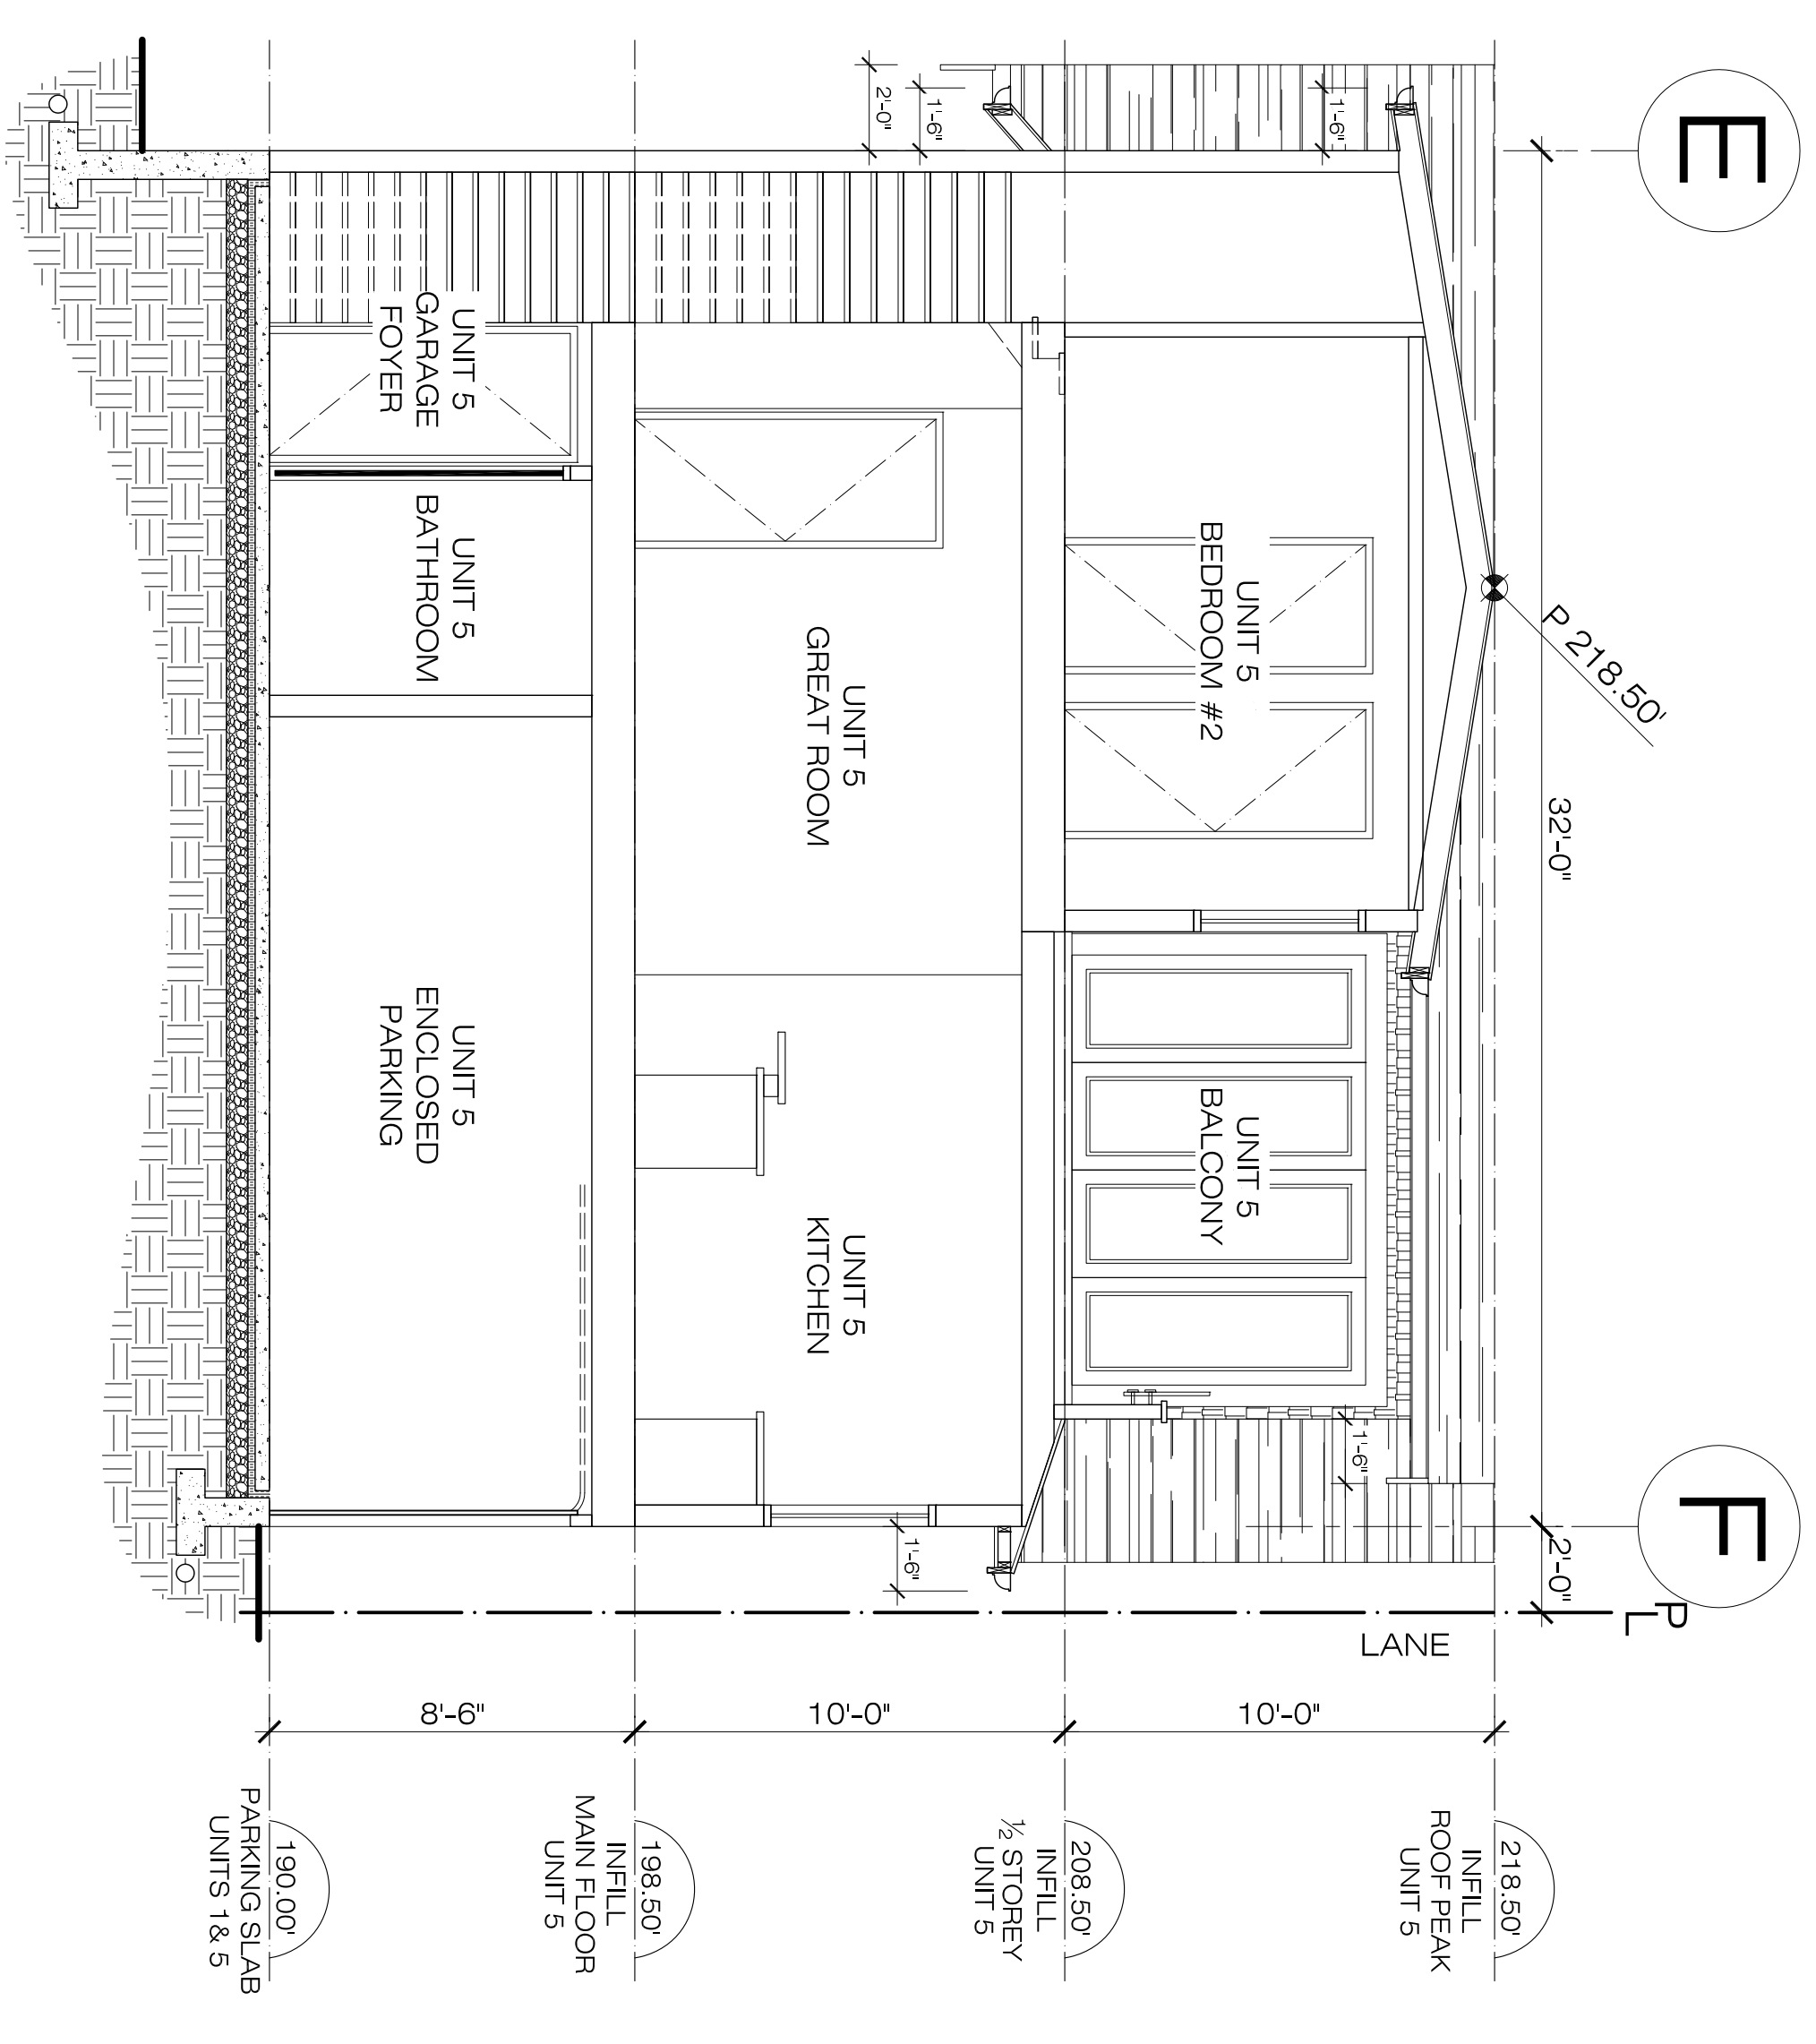 E
F
32'-0"
2'-0"
P
L
LANE
P 218.50'
1'-6"
1'-6"
2'-0"
1'-6"
1'-6"
UNIT 5
BEDROOM #2
UNIT 5
BALCONY
UNIT 5
GREAT ROOM
UNIT 5
KITCHEN
UNIT 5
GARAGE
FOYER
UNIT 5
BATHROOM
UNIT 5
ENCLOSED
PARKING
10'-0"
10'-0"
8'-6"
218.50'
INFILL
ROOF PEAK
UNIT 5
208.50'
INFILL
½ STOREY
UNIT 5
198.50'
INFILL
MAIN FLOOR
UNIT 5
190.00'
PARKING SLAB
UNITS 1& 5